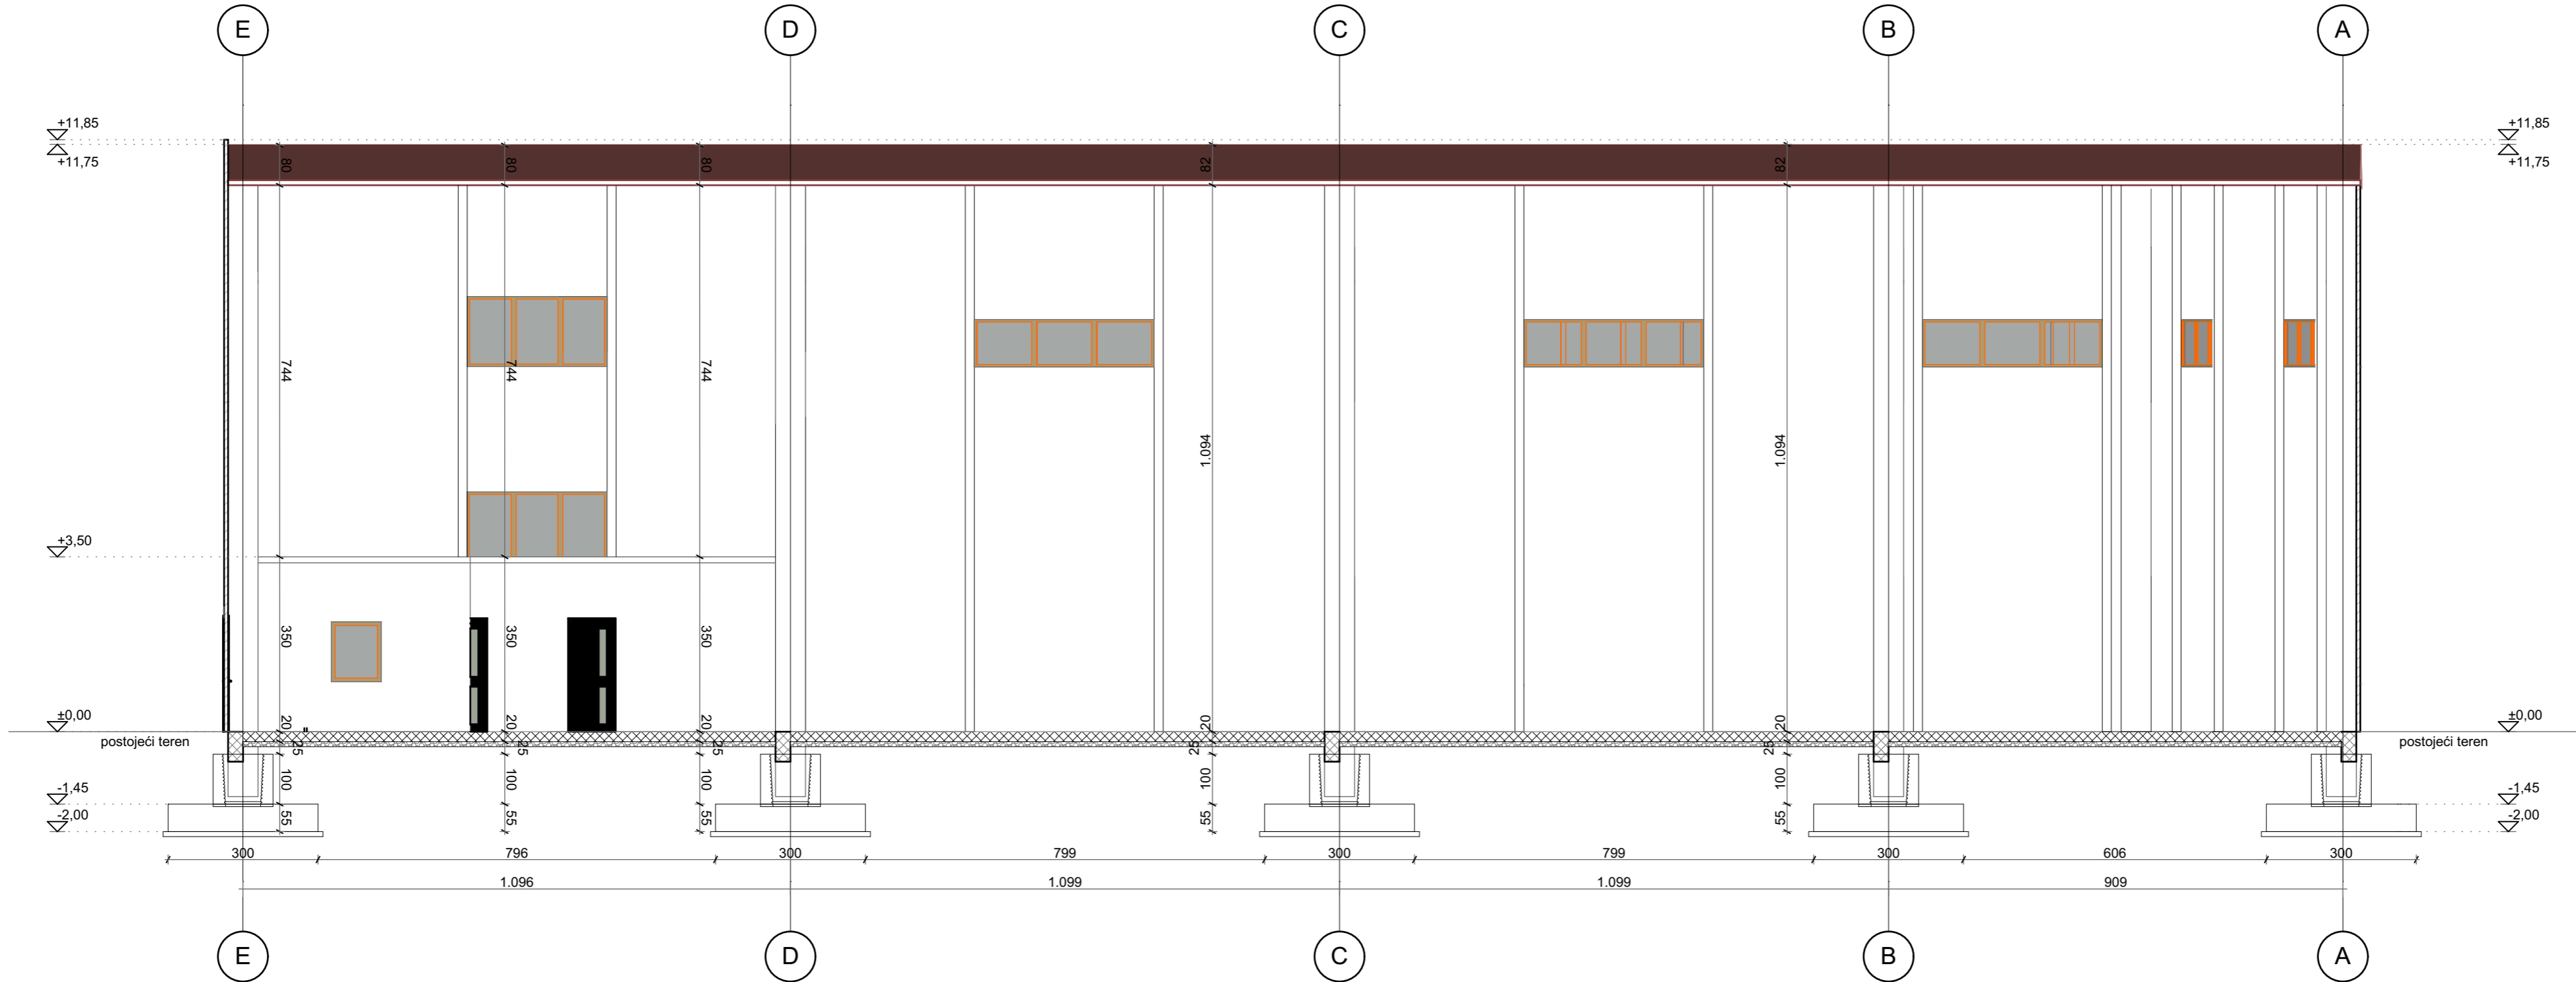 E D C B A
+11,85 +11,85
+11,75 +11,75
80 80 80 82 82
744 744 744 1.094 1.094
+3,50
350 350 350
±0,00 20 20 20 20 20 ±0,00
postojeći teren 25 25 25 25 25 postojeći teren
100 100 100 100 100
-1,45 -1,45
-2,00 55 55 55 55 55 -2,00
300 796 300 799 300 799 300 606 300
1.096 1.099 1.099 909
E D C B A